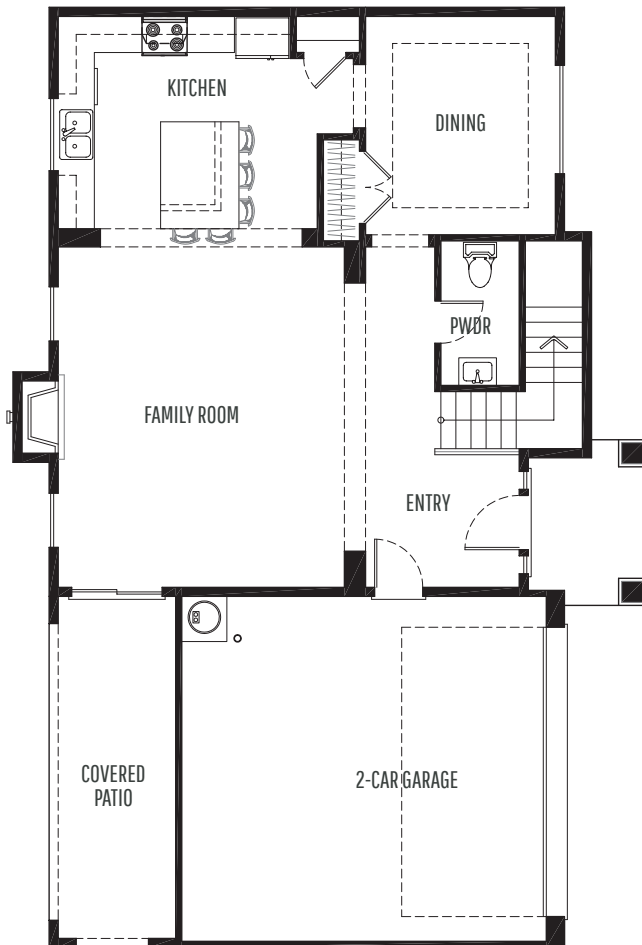 KITCHEN
DINING
PWDR
FAMILY ROOM
ENTRY
COVERED
PATIO
2-CAR GARAGE